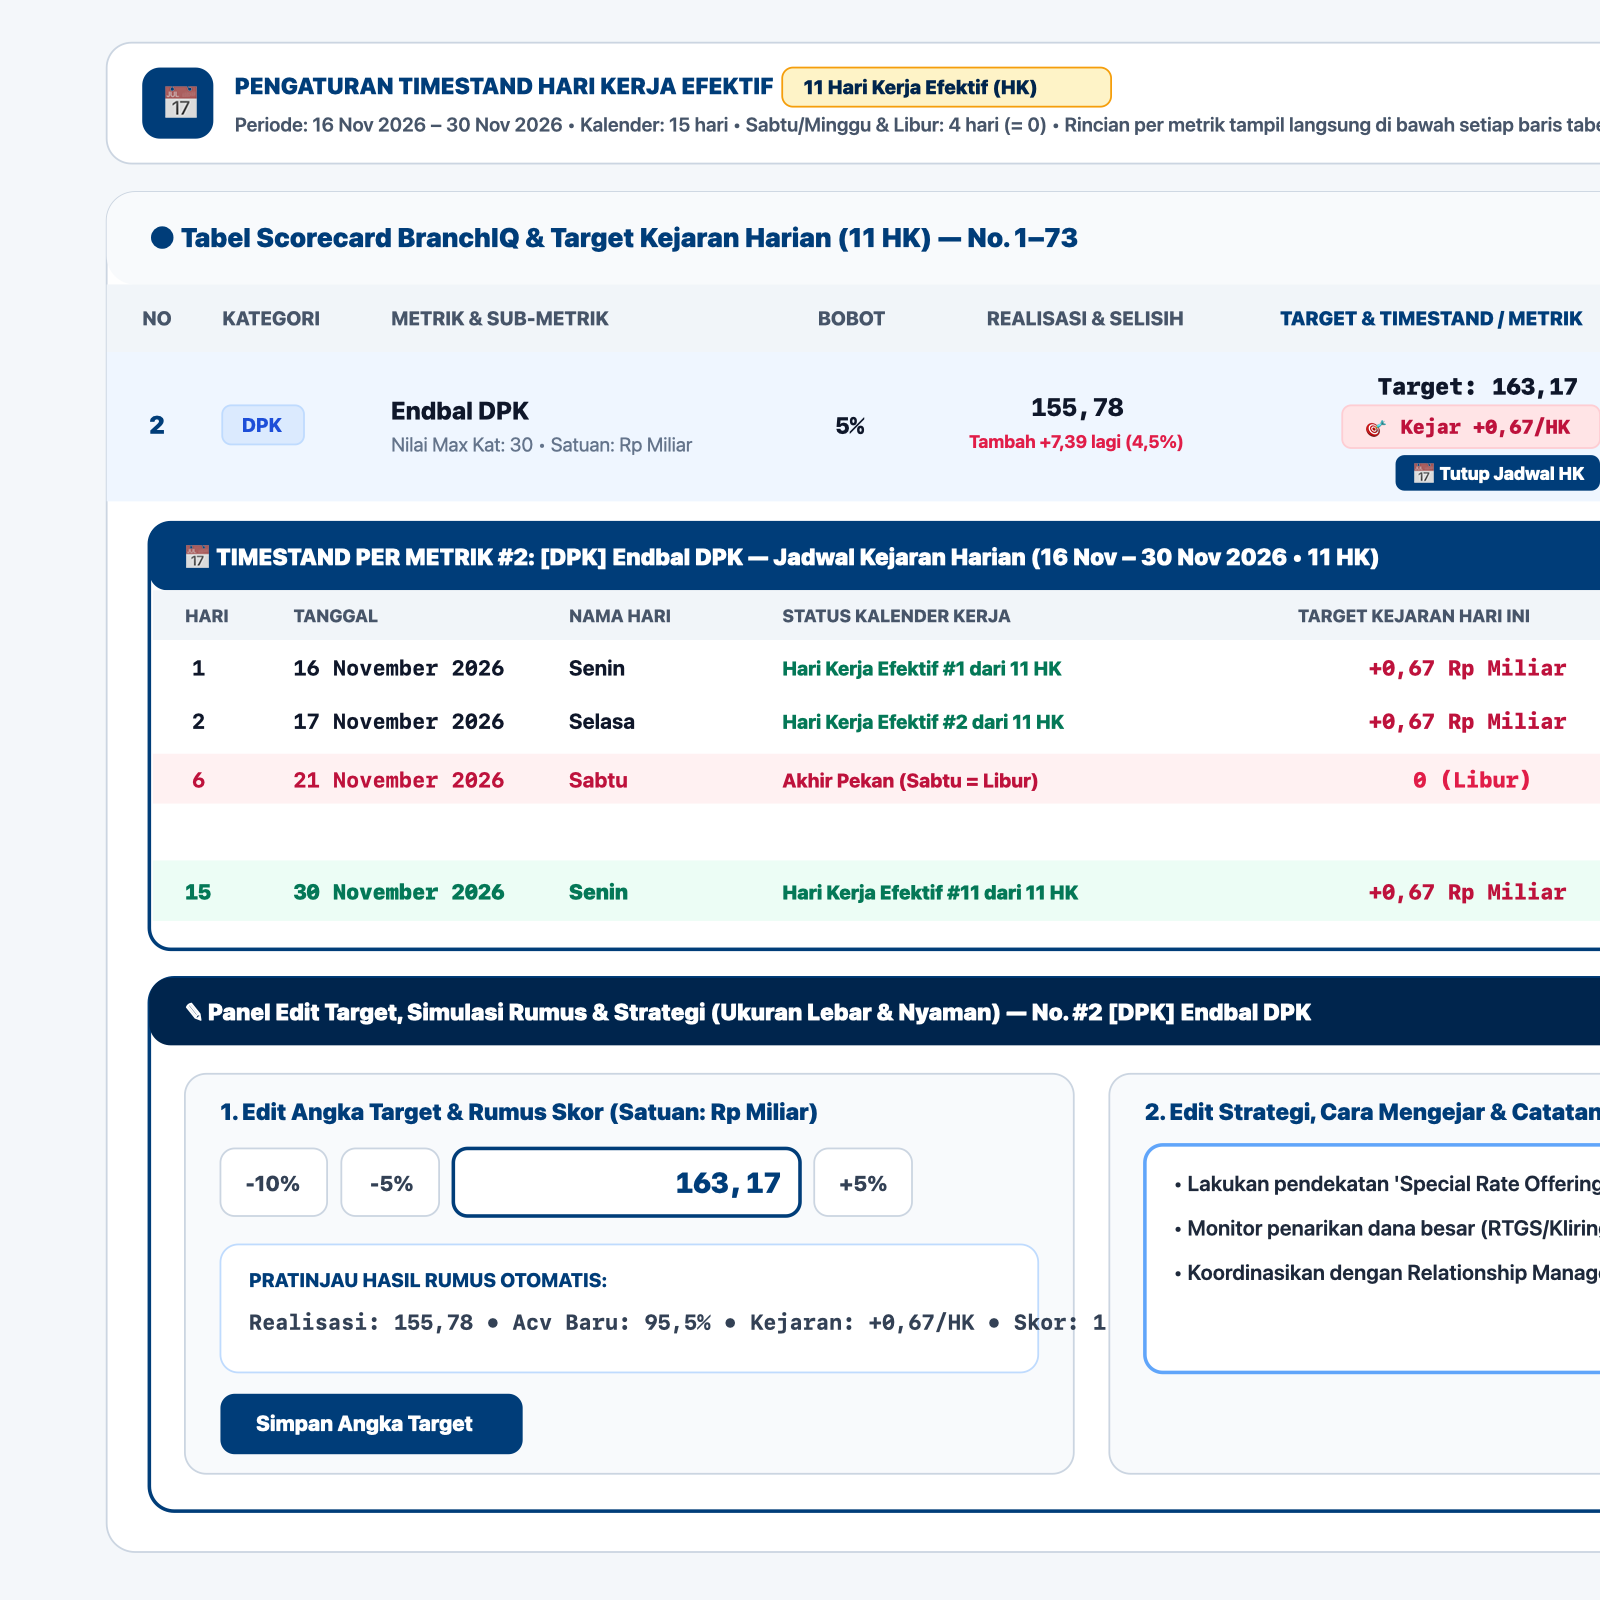 PENGATURAN TIMESTAND HARI KERJA EFEKTIF 11 Hari Kerja Efektif (HK)
Periode: 16 Nov 2026 – 30 Nov 2026 • Kalender: 15 hari • Sabtu/Minggu & Libur: 4 hari (= 0) • Rincian per metrik tampil langsung di bawah setiap baris tabe
Tabel Scorecard BranchIQ & Target Kejaran Harian (11 HK) — No. 1–73
NO KATEGORI METRIK & SUB-METRIK BOBOT REALISASI & SELISIH TARGET & TIMESTAND / METRIK
2 DPK Endbal DPK 5% 155,78 Target: 163,17
Nilai Max Kat: 30 • Satuan: Rp Miliar Tambah +7,39 lagi (4,5%) Kejar +0,67/HK
17 Tutup Jadwal HK
17 TIMESTAND PER METRIK #2: [DPK] Endbal DPK — Jadwal Kejaran Harian (16 Nov – 30 Nov 2026 • 11 HK)
HARI TANGGAL NAMA HARI STATUS KALENDER KERJA TARGET KEJARAN HARI INI
1 16 November 2026 Senin Hari Kerja Efektif #1 dari 11 HK +0,67 Rp Miliar
2 17 November 2026 Selasa Hari Kerja Efektif #2 dari 11 HK +0,67 Rp Miliar
6 21 November 2026 Sabtu Akhir Pekan (Sabtu = Libur) 0 (Libur)
15 30 November 2026 Senin Hari Kerja Efektif #11 dari 11 HK +0,67 Rp Miliar
✎ Panel Edit Target, Simulasi Rumus & Strategi (Ukuran Lebar & Nyaman) — No. #2 [DPK] Endbal DPK
1. Edit Angka Target & Rumus Skor (Satuan: Rp Miliar)
-10% -5% 163,17 +5%
PRATINJAU HASIL RUMUS OTOMATIS:
Realisasi: 155,78 • Acv Baru: 95,5% • Kejaran: +0,67/HK • Skor: 1
Simpan Angka Target
2. Edit Strategi, Cara Mengejar & Catatan
• Lakukan pendekatan 'Special Rate Offering
• Monitor penarikan dana besar (RTGS/Kliring
• Koordinasikan dengan Relationship Manage